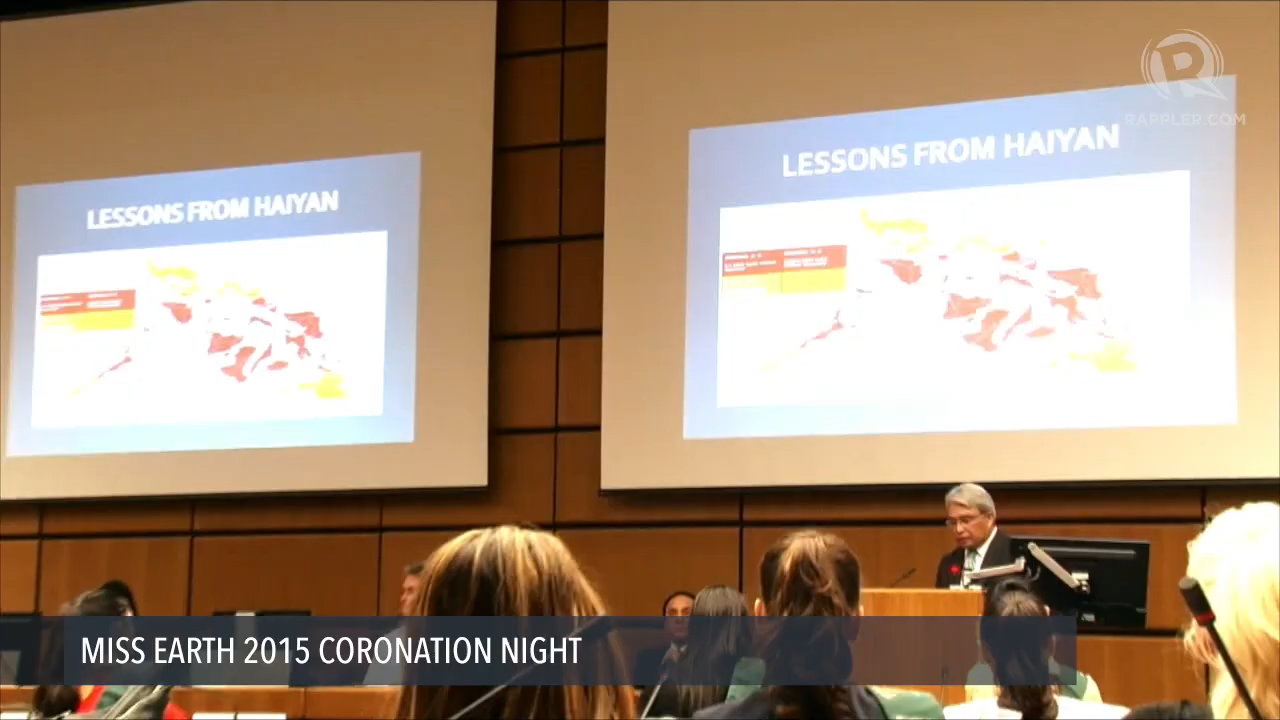 RAPPLER.COM
LESSONS FROM HAIYAN
LESSONS FROM HAIYAN
MISS EARTH 2015 CORONATION NIGHT